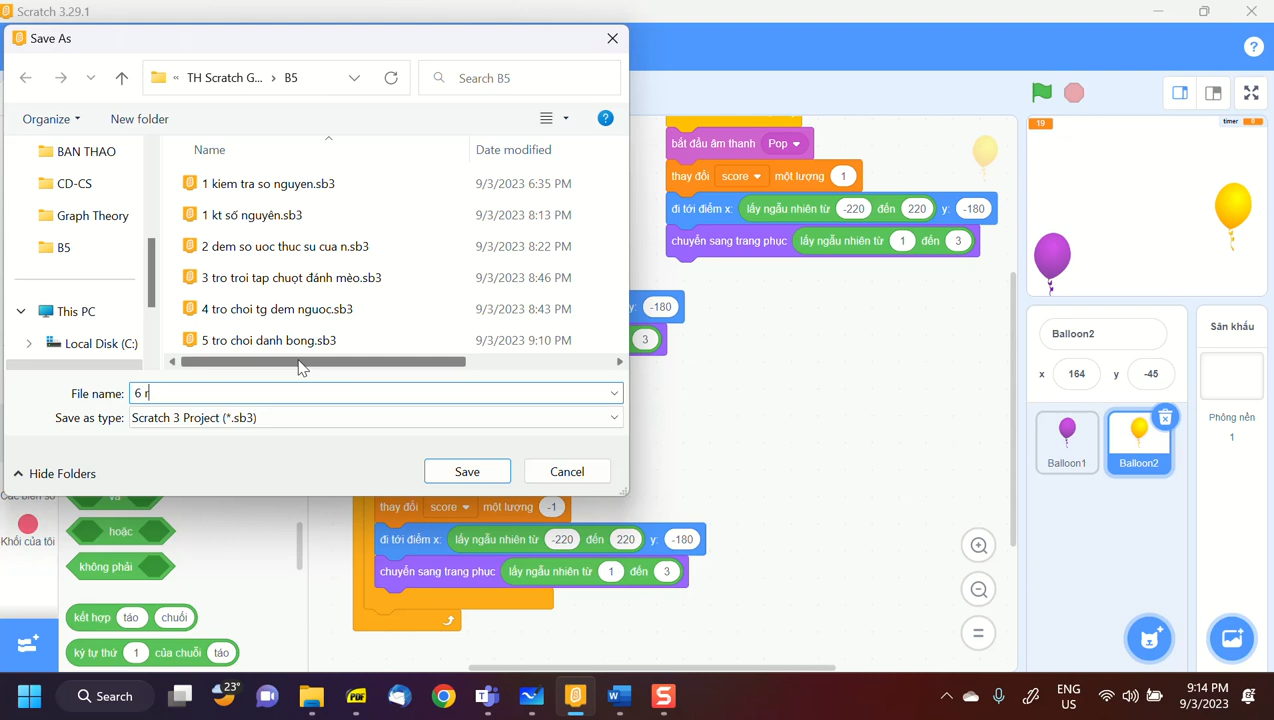 Scratch 3.29.1
Save As
« TH Scratch G... › B5
Search B5
Organize
New folder
BAN THAO
CD-CS
Graph Theory
B5
This PC
Local Disk (C:)
Name
Date modified
1 kiem tra so nguyen.sb3
9/3/2023 6:35 PM
1 kt số nguyên.sb3
9/3/2023 8:13 PM
2 dem so uoc thuc su cua n.sb3
9/3/2023 8:22 PM
3 tro troi tap chuọt đánh mèo.sb3
9/3/2023 8:46 PM
4 tro choi tg dem nguoc.sb3
9/3/2023 8:43 PM
5 tro choi danh bong.sb3
9/3/2023 9:10 PM
File name: 6 r
Save as type: Scratch 3 Project (*.sb3)
Hide Folders
Save
Cancel
bắt đầu âm thanh Pop
thay đổi score một lượng 1
đi tới điểm x: lấy ngẫu nhiên từ -220 đến 220 y: -180
chuyển sang trang phục lấy ngẫu nhiên từ 1 đến 3
y: -180
3
19
timer 0
Balloon2
x 164 y -45
Balloon1
Balloon2
Sân khấu
Phông nền
1
Khối của tôi
hoặc
không phải
kết hợp táo chuối
ký tự thứ 1 của chuỗi táo
thay đổi score một lượng -1
đi tới điểm x: lấy ngẫu nhiên từ -220 đến 220 y: -180
chuyển sang trang phục lấy ngẫu nhiên từ 1 đến 3
23°
Search
PDF
ENG
US
9:14 PM
9/3/2023